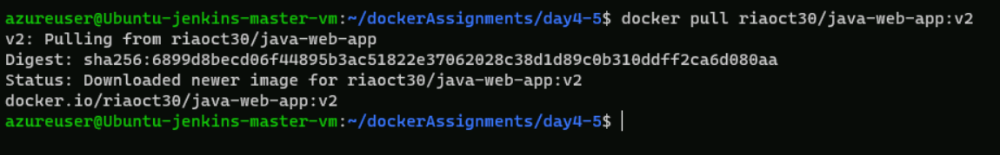 azureuser@Ubuntu-jenkins-master-vm:~/dockerAssignments/day4-5$ docker pull riaoct30/java-web-app:v2
v2: Pulling from riaoct30/java-web-app
Digest: sha256:6899d8becd06f44895b3ac51822e37062028c38d1d89c0b310ddff2ca6d080aa
Status: Downloaded newer image for riaoct30/java-web-app:v2
docker.io/riaoct30/java-web-app:v2
azureuser@Ubuntu-jenkins-master-vm:~/dockerAssignments/day4-5$